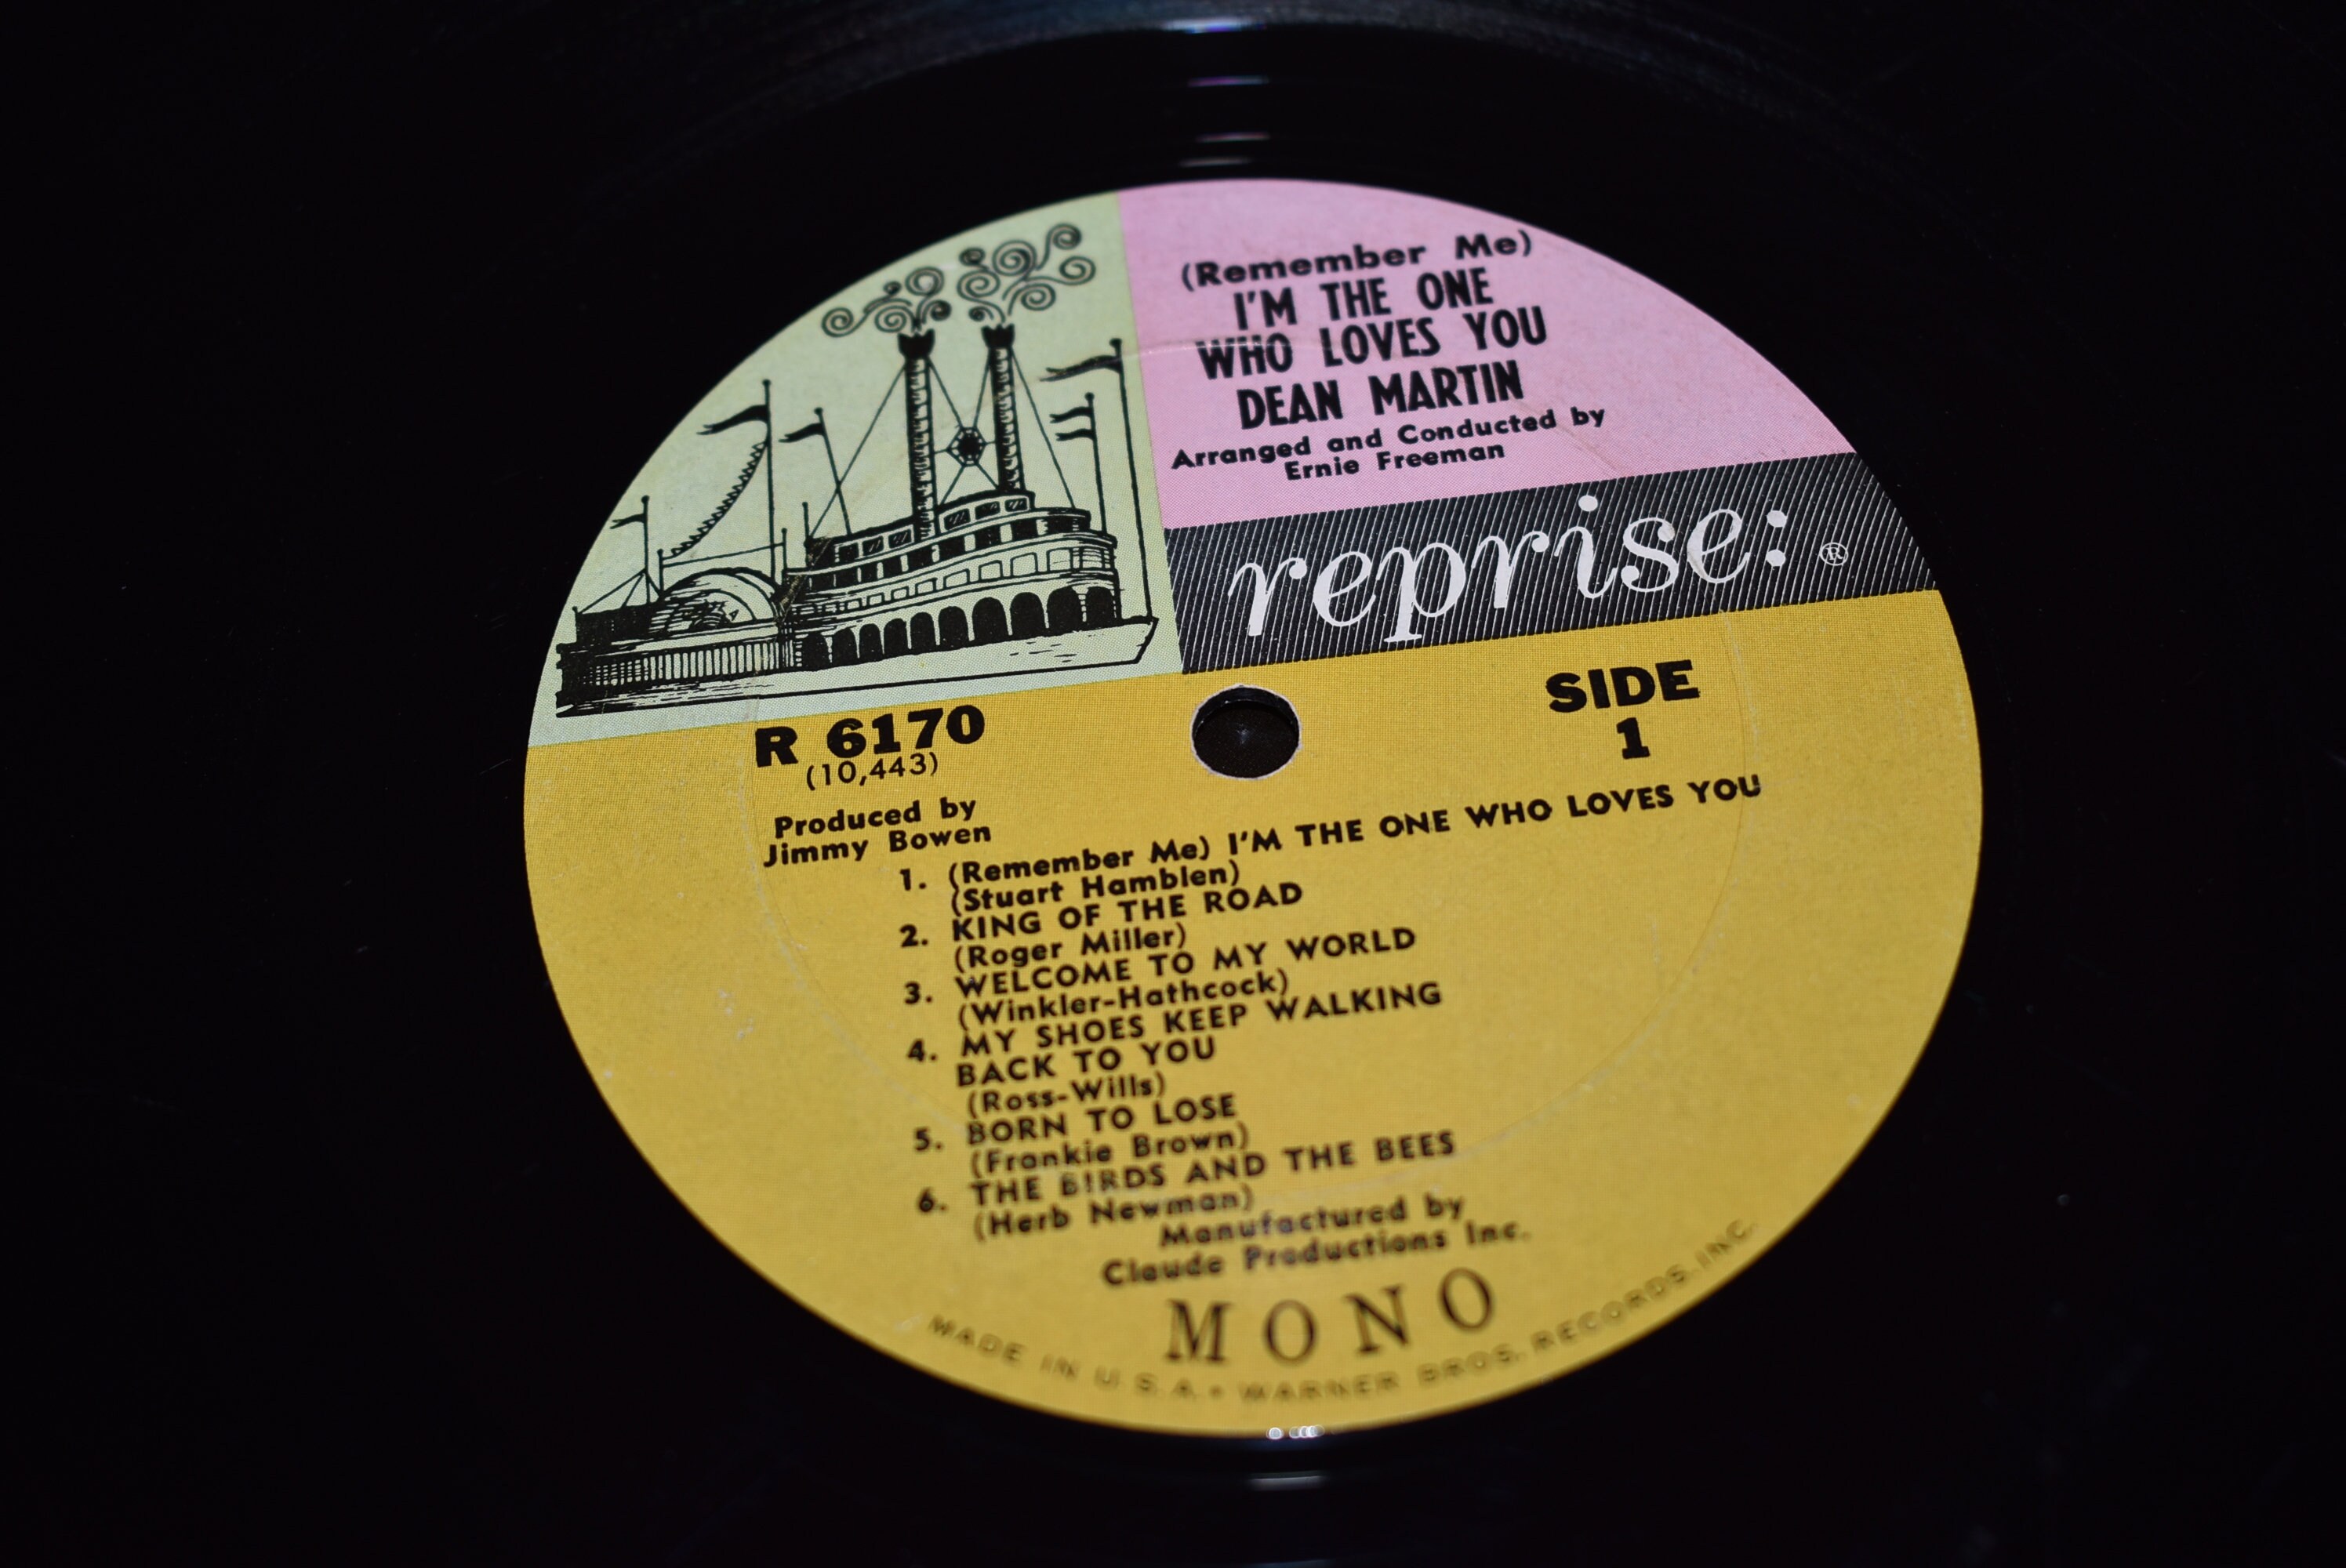 (Remember Me)
I'M THE ONE
WHO LOVES YOU
DEAN MARTIN
Arranged and Conducted by
Ernie Freeman
reprise: ®
R 6170
(10,443)
SIDE
1
Produced by
Jimmy Bowen
1. (Remember Me) I'M THE ONE WHO LOVES YOU
(Stuart Hamblen)
2. KING OF THE ROAD
(Roger Miller)
3. WELCOME TO MY WORLD
(Winkler-Hathcock)
4. MY SHOES KEEP WALKING
BACK TO YOU
(Ross-Wills)
5. BORN TO LOSE
(Frankie Brown)
6. THE BIRDS AND THE BEES
(Herb Newman)
Manufactured by
Claude Productions Inc.
MONO
MADE IN U.S.A. • WARNER BROS. RECORDS. INC.